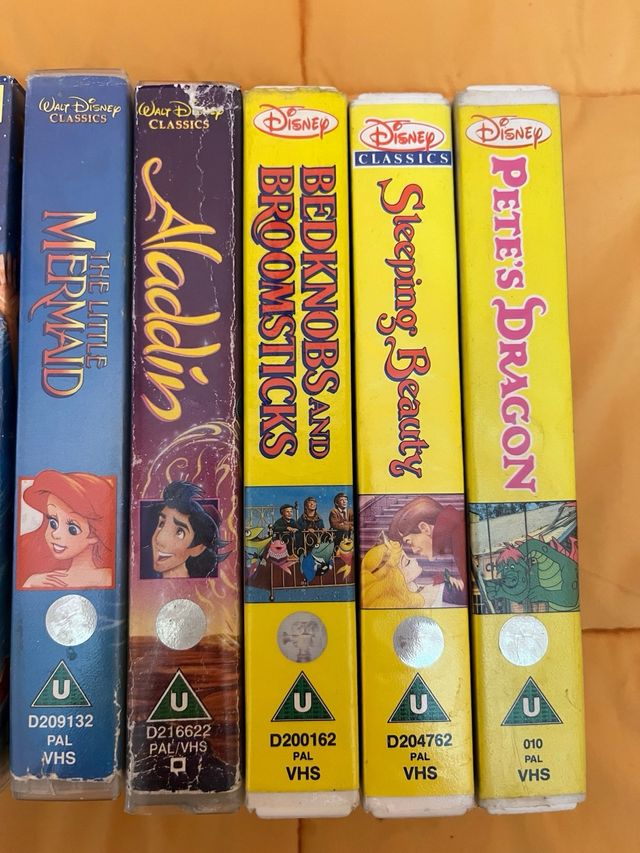 WALT DISNEY
CLASSICS
THE LITTLE
MERMAID
U
D209132
PAL
VHS
WALT DISNEY
CLASSICS
Aladdin
U
D216622
PAL/VHS
DISNEY
BEDKNOBS AND
BROOMSTICKS
U
D200162
PAL
VHS
DISNEY
CLASSICS
Sleeping Beauty
U
D204762
PAL
VHS
DISNEY
PETE'S DRAGON
U
010
PAL
VHS